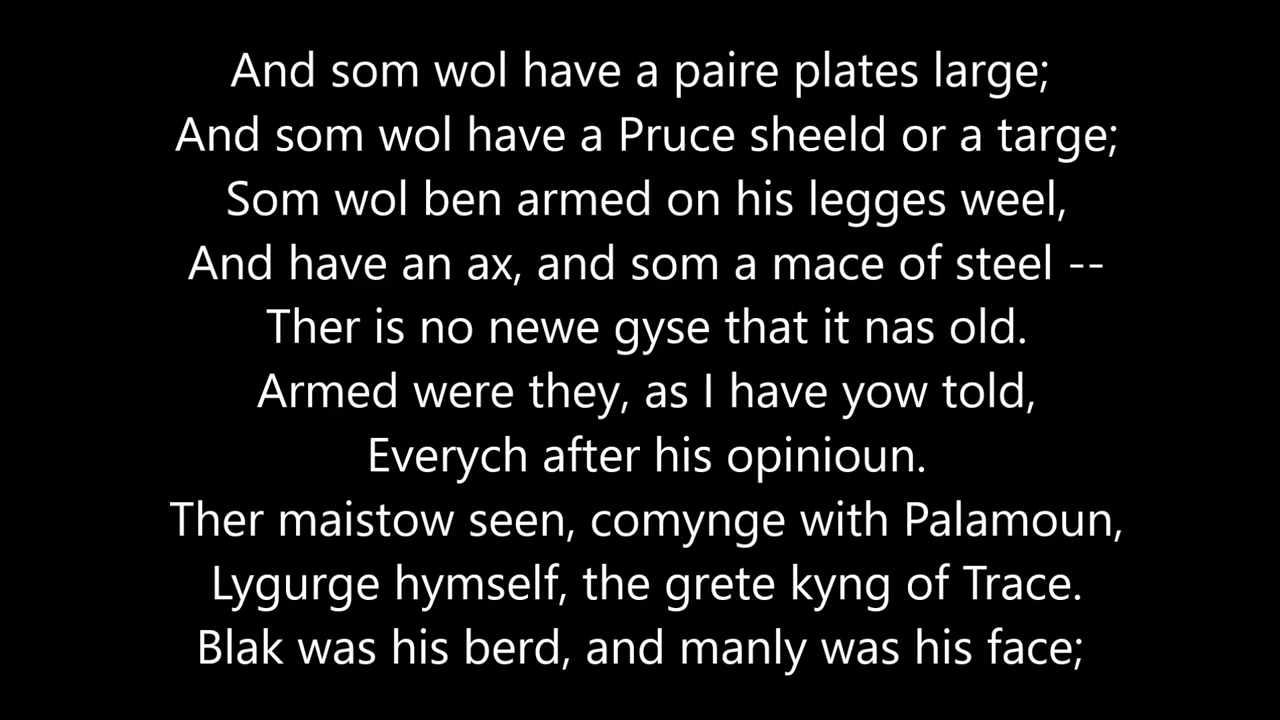 And som wol have a paire plates large;
And som wol have a Pruce sheeld or a targe;
Som wol ben armed on his legges weel,
And have an ax, and som a mace of steel --
Ther is no newe gyse that it nas old.
Armed were they, as I have yow told,
Everych after his opinioun.
Ther maistow seen, comynge with Palamoun,
Lygurge hymself, the grete kyng of Trace.
Blak was his berd, and manly was his face;